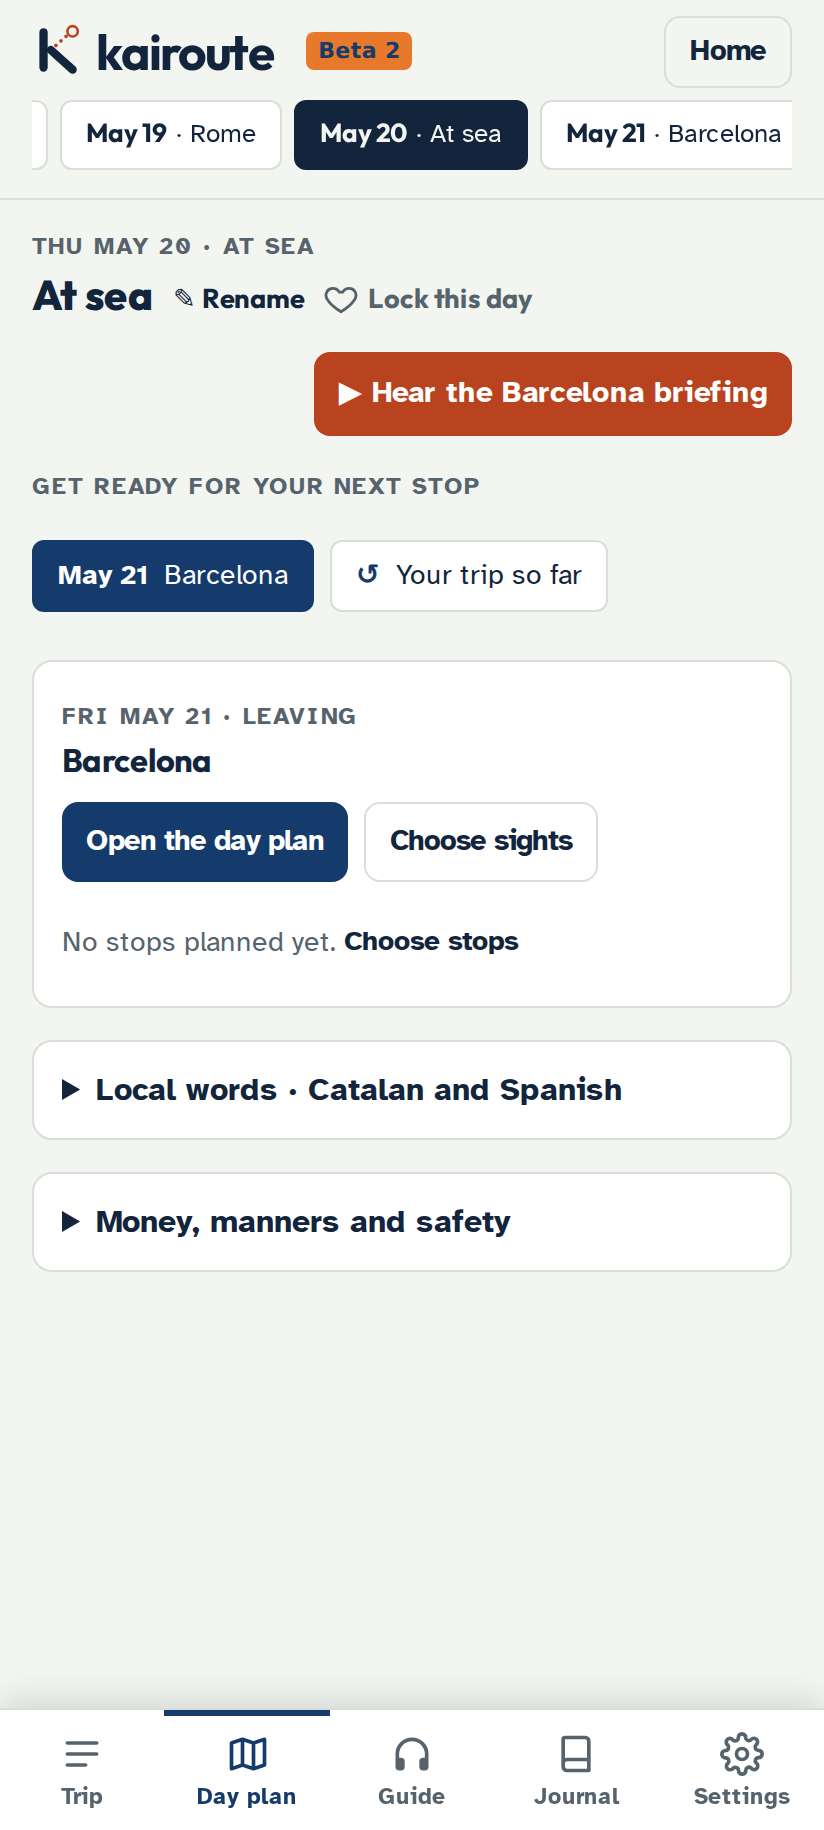 kairoute Beta 2 Home
May 19 · Rome May 20 · At sea May 21 · Barcelona
THU MAY 20 · AT SEA
At sea ✎ Rename Lock this day
▶ Hear the Barcelona briefing
GET READY FOR YOUR NEXT STOP
May 21 Barcelona ↺ Your trip so far
FRI MAY 21 · LEAVING
Barcelona
Open the day plan Choose sights
No stops planned yet. Choose stops
▶ Local words · Catalan and Spanish
▶ Money, manners and safety
Trip Day plan Guide Journal Settings